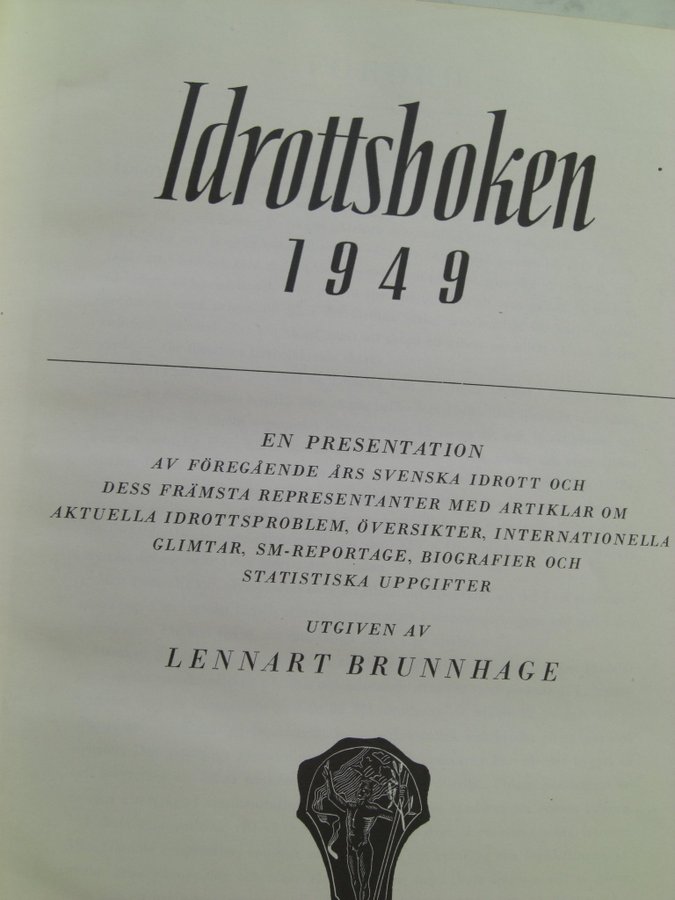 Idrottsboken
1949
EN PRESENTATION
AV FÖREGÅENDE ÅRS SVENSKA IDROTT OCH
DESS FRÄMSTA REPRESENTANTER MED ARTIKLAR OM
AKTUELLA IDROTTSPROBLEM, ÖVERSIKTER, INTERNATIONELLA
GLIMTAR, SM-REPORTAGE, BIOGRAFIER OCH
STATISTISKA UPPGIFTER
UTGIVEN AV
LENNART BRUNNHAGE